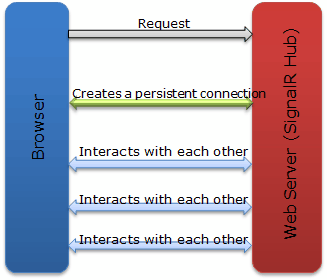 Request
Creates a persistent connection
Browser
Web Server (SignalR Hub)
Interacts with each other
Interacts with each other
Interacts with each other